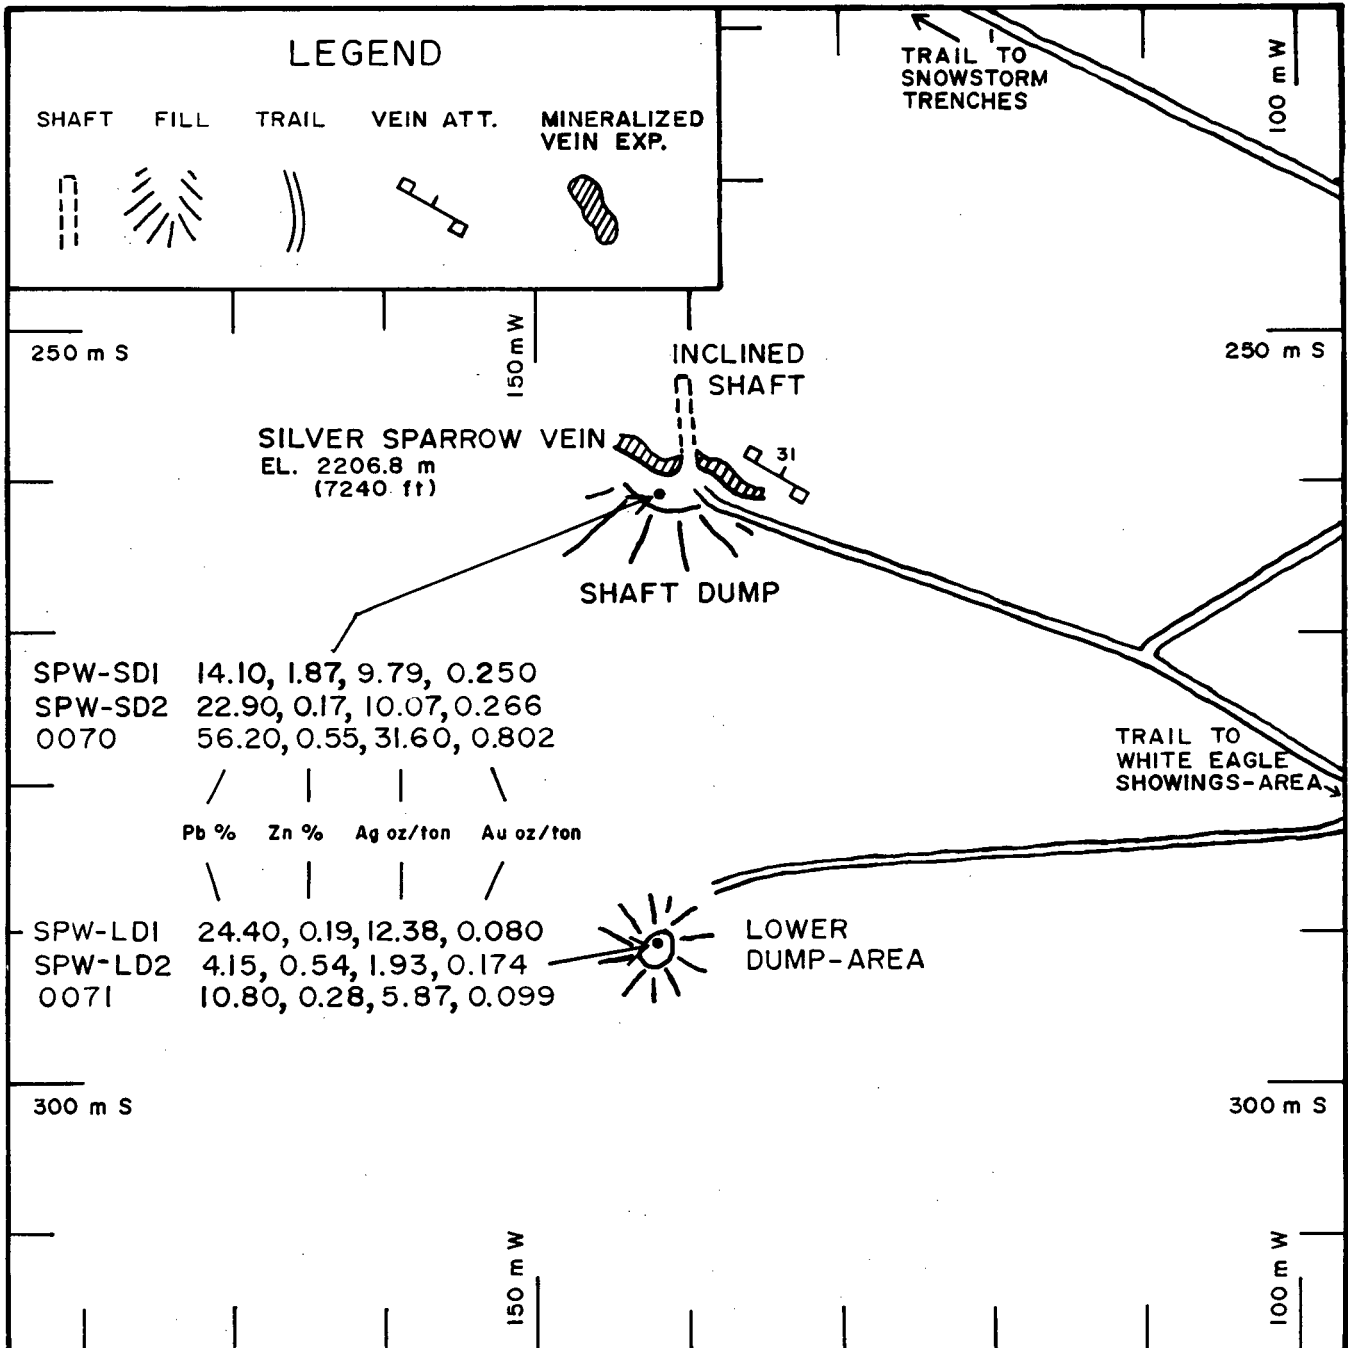 LEGEND
SHAFT FILL TRAIL VEIN ATT. MINERALIZED
VEIN EXP.
TRAIL TO
SNOWSTORM
TRENCHES
100 m W
250 m S
150 m W
250 m S
INCLINED
SHAFT
SILVER SPARROW VEIN
EL. 2206.8 m
(7240 ft)
31
SHAFT DUMP
SPW-SD1 14.10, 1.87, 9.79, 0.250
SPW-SD2 22.90, 0.17, 10.07, 0.266
0070 56.20, 0.55, 31.60, 0.802
TRAIL TO
WHITE EAGLE
SHOWINGS-AREA
Pb % Zn % Ag oz/ton Au oz/ton
SPW-LD1 24.40, 0.19, 12.38, 0.080
SPW-LD2 4.15, 0.54, 1.93, 0.174
0071 10.80, 0.28, 5.87, 0.099
LOWER
DUMP-AREA
300 m S
300 m S
150 m W
100 m W